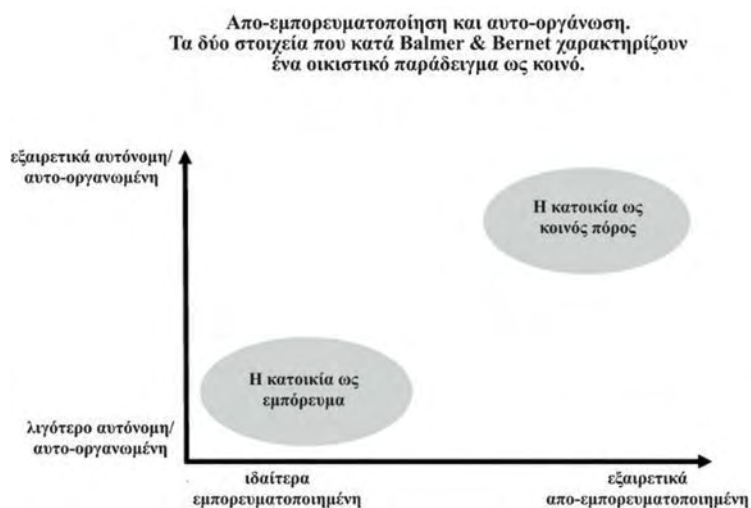 Απο-εμπορευματοποίηση και αυτο-οργάνωση.
Τα δύο στοιχεία που κατά Balmer & Bernet χαρακτηρίζουν
ένα οικιστικό παράδειγμα ως κοινό.
εξαιρετικά αυτόνομη/
αυτο-οργανωμένη
Η κατοικία ως
κοινός πόρος
Η κατοικία ως
εμπόρευμα
λιγότερο αυτόνομη/
αυτο-οργανωμένη
ιδαίτερα
εμπορευματοποιημένη
εξαιρετικά
απο-εμπορευματοποιημένη